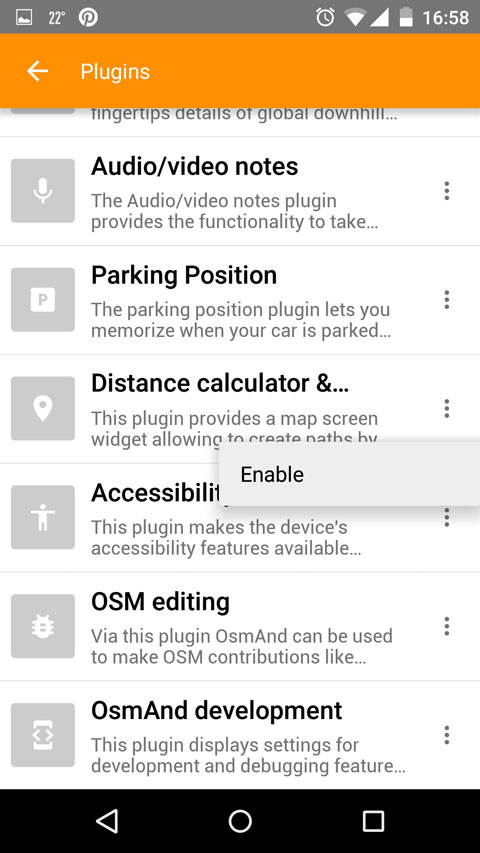 22° 16:58
Plugins
fingertips details of global downhill...
Audio/video notes
The Audio/video notes plugin
provides the functionality to take...
P
Parking Position
The parking position plugin lets you
memorize when your car is parked...
Distance calculator &...
This plugin provides a map screen
widget allowing to create paths by
Enable
Accessibilit
This plugin makes the device's
accessibility features available...
OSM editing
Via this plugin OsmAnd can be used
to make OSM contributions like...
OsmAnd development
This plugin displays settings for
development and debugging feature...